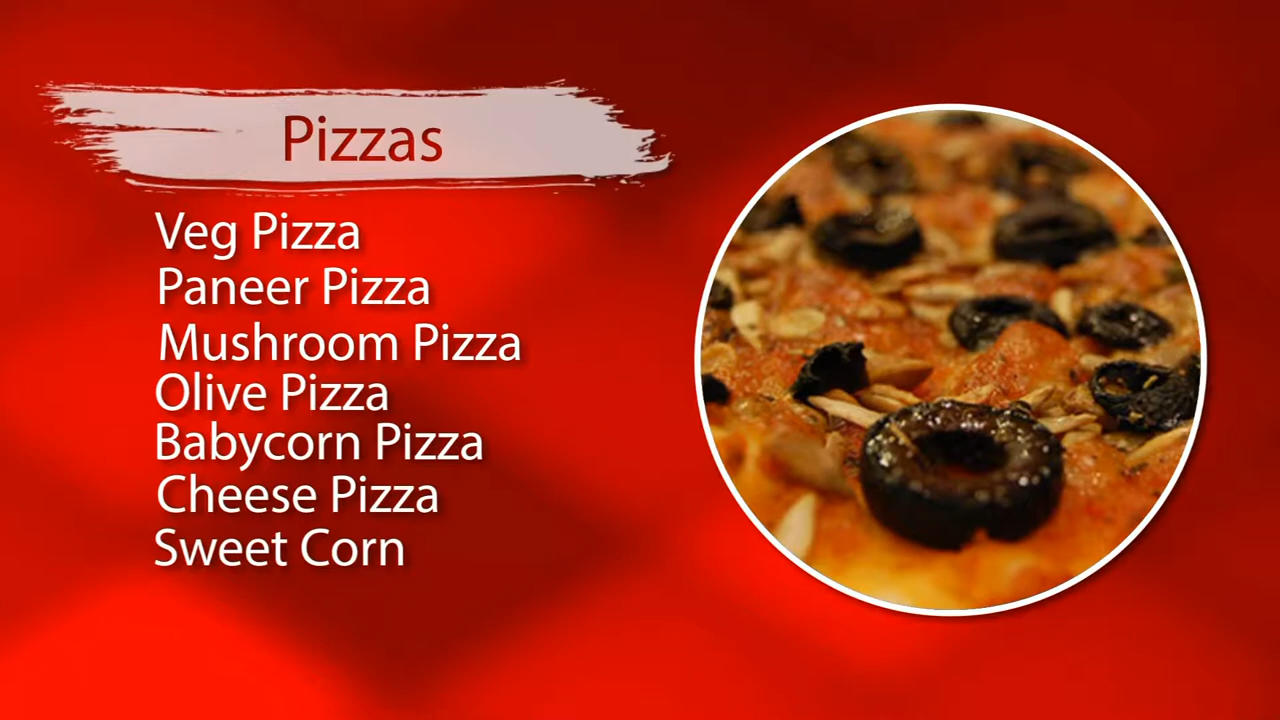 Pizzas
Veg Pizza
Paneer Pizza
Mushroom Pizza
Olive Pizza
Babycorn Pizza
Cheese Pizza
Sweet Corn